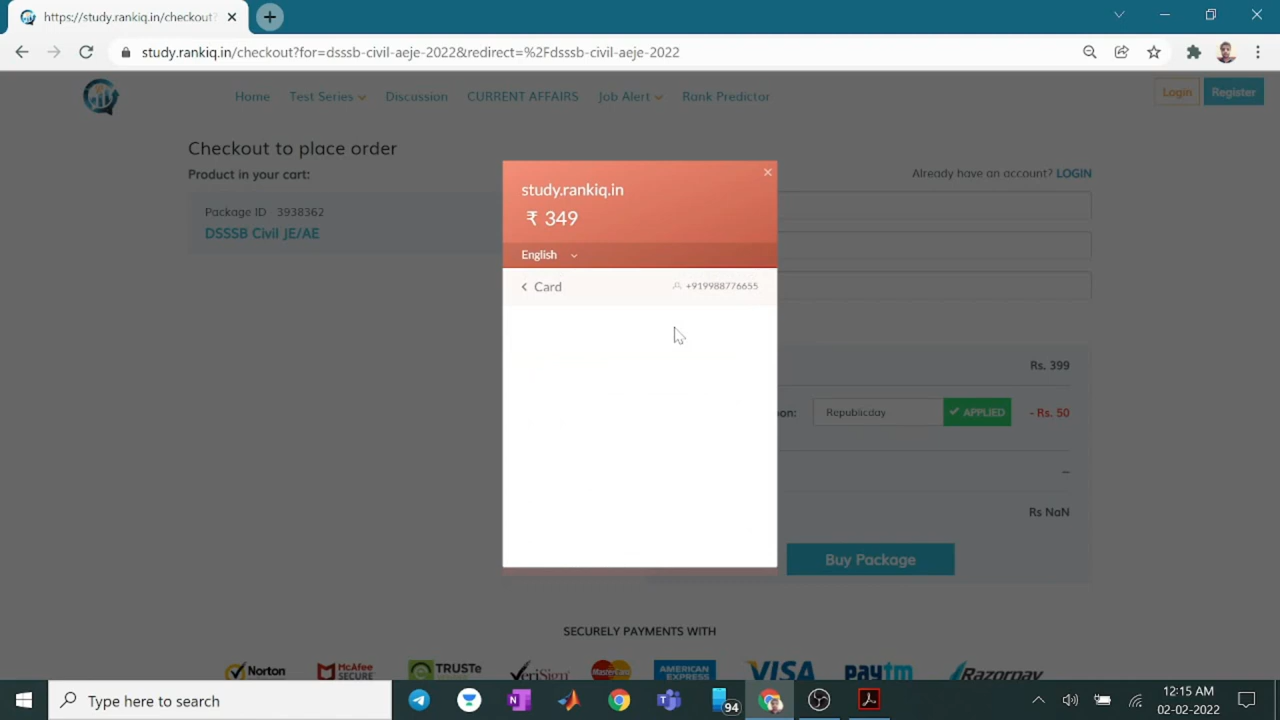 https://study.rankiq.in/checkout?
study.rankiq.in/checkout?for=dsssb-civil-aeje-2022&redirect=%2Fdsssb-civil-aeje-2022
Home Test Series Discussion CURRENT AFFAIRS Job Alert Rank Predictor
Login Register
Checkout to place order
Product in your cart:
Already have an account? LOGIN
Package ID 3938362
DSSSB Civil JE/AE
study.rankiq.in
₹ 349
English
Card
+919988776655
Rs. 399
on:
Republicday
APPLIED
- Rs. 50
--
Rs NaN
Buy Package
SECURELY PAYMENTS WITH
Norton
McAfee
SECURE
TRUSTe
VeriSign
MasterCard
AMERICAN
EXPRESS
VISA
paytm
Razorpay
Type here to search
94
12:15 AM
02-02-2022